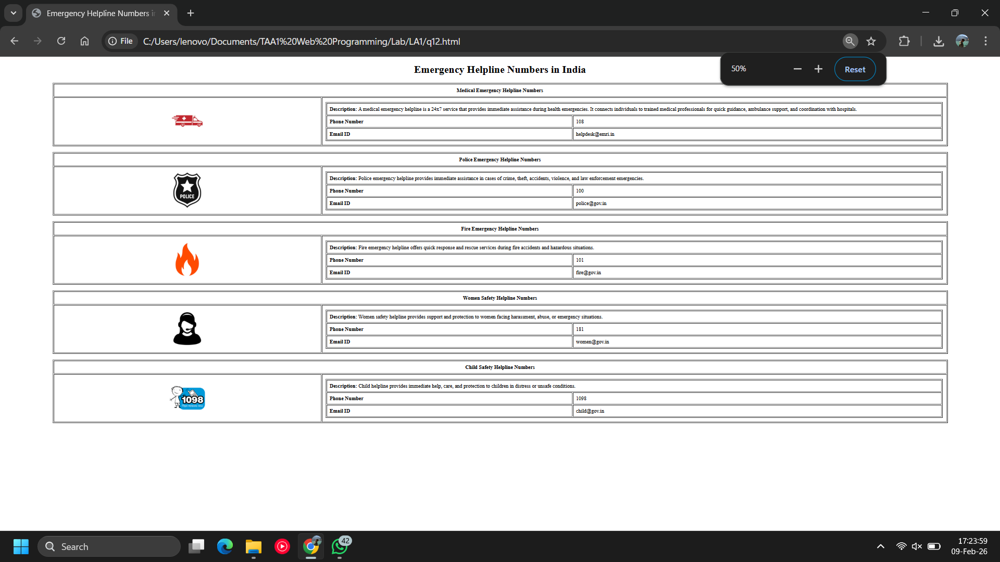 Emergency Helpline Numbers in
File
C:/Users/lenovo/Documents/TAA1%20Web%20Programming/Lab/LA1/q12.html
50%
Reset
Emergency Helpline Numbers in India
Medical Emergency Helpline Numbers
Description: A medical emergency helpline is a 24x7 service that provides immediate assistance during health emergencies. It connects individuals to trained medical professionals for quick guidance, ambulance support, and coordination with hospitals.
Phone Number 108
Email ID helpdesk@emri.in
Police Emergency Helpline Numbers
POLICE
Description: Police emergency helpline provides immediate assistance in cases of crime, theft, accidents, violence, and law enforcement emergencies.
Phone Number 100
Email ID police@gov.in
Fire Emergency Helpline Numbers
Description: Fire emergency helpline offers quick response and rescue services during fire accidents and hazardous situations.
Phone Number 101
Email ID fire@gov.in
Women Safety Helpline Numbers
Description: Women safety helpline provides support and protection to women facing harassment, abuse, or emergency situations.
Phone Number 181
Email ID women@gov.in
Child Safety Helpline Numbers
1098
Description: Child helpline provides immediate help, care, and protection to children in distress or unsafe conditions.
Phone Number 1098
Email ID child@gov.in
Search
42
17:23:59
09-Feb-26